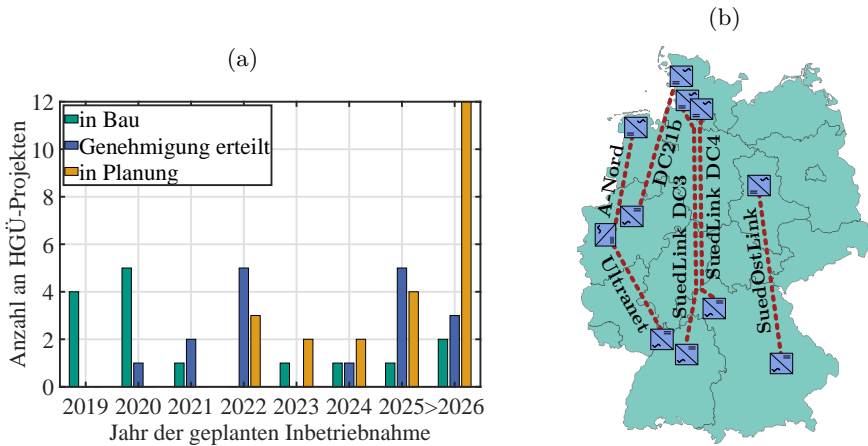 (a)
Anzahl an HGÜ-Projekten
12
10
8
6
4
2
0
in Bau
Genehmigung erteilt
in Planung
2019 2020 2021 2022 2023 2024 2025 >2026
Jahr der geplanten Inbetriebnahme
(b)
A-Nord
DC21b
SuedLink DC3
SuedLink DC4
SuedOstLink
Ultranet